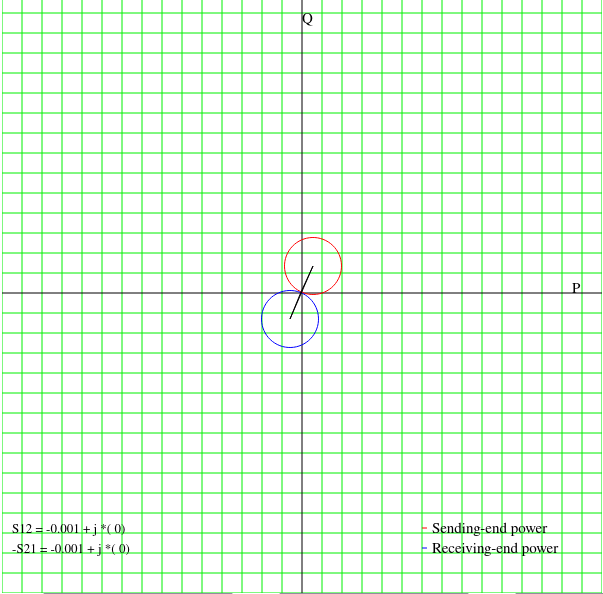 Q
P
S12 = -0.001 + j *( 0)
-S21 = -0.001 + j *( 0)
Sending-end power
Receiving-end power